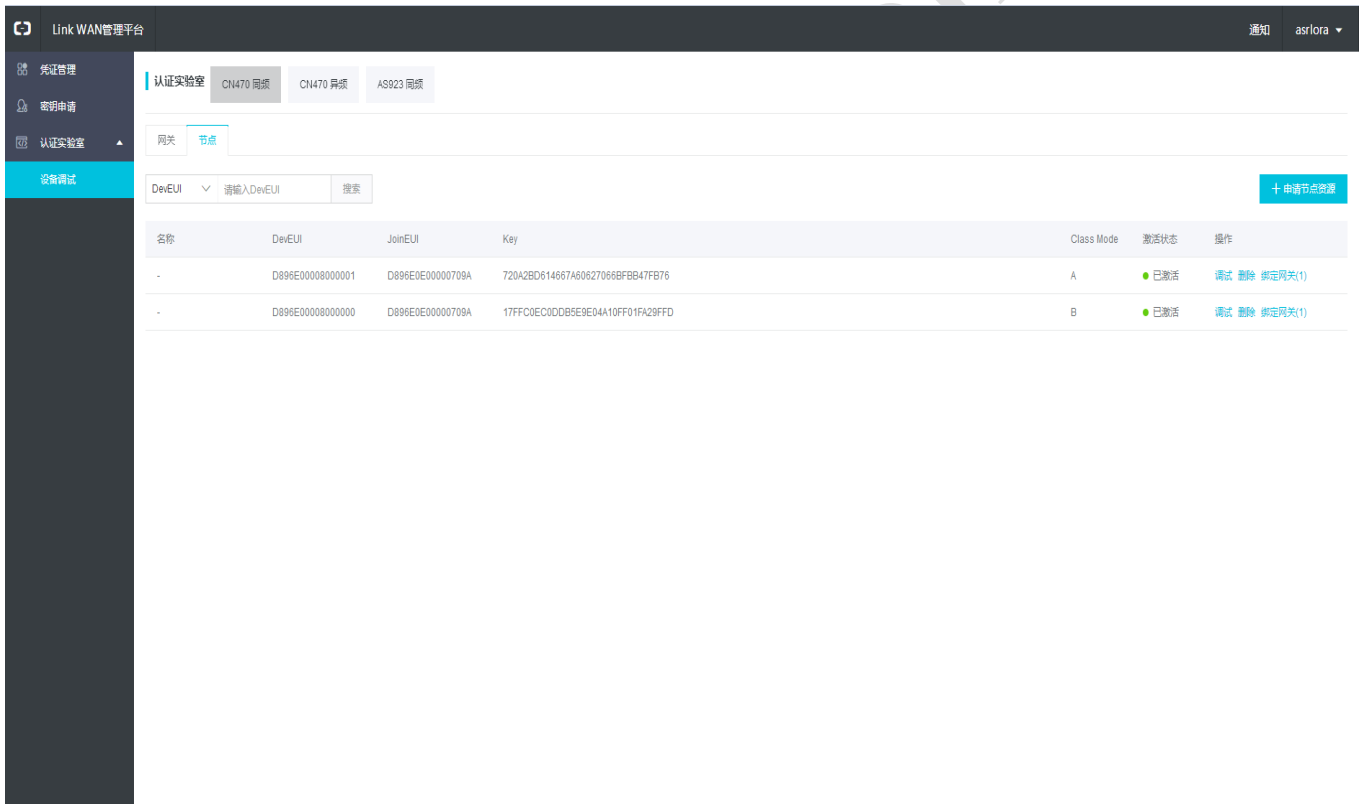 Link WAN管理平台 通知 asrlora
凭证管理
密钥申请
认证实验室
设备调试
认证实验室 CN470 同频 CN470 异频 AS923 同频
网关 节点
DevEUI 请输入DevEUI 搜索 申请节点资源
名称 DevEUI JoinEUI Key Class Mode 激活状态 操作
- D896E00008000001 D896E0E00000709A 720A2BD614667A60627066BFBB47FB76 A 已激活 调试 删除 绑定网关(1)
- D896E00008000000 D896E0E00000709A 17FFC0EC0DDB5E9E04A10FF01FA29FFD B 已激活 调试 删除 绑定网关(1)